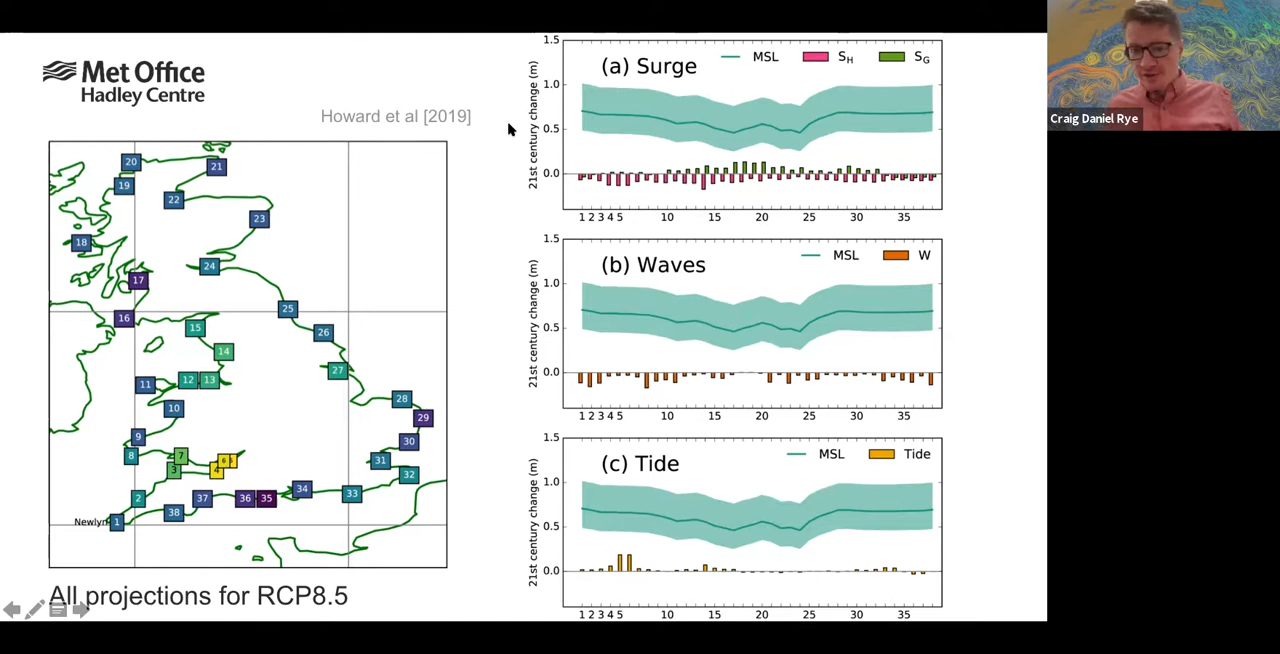 Met Office
Hadley Centre
Howard et al [2019]
20
21
19
22
23
18
24
17
25
16
15
26
14
27
12
13
11
28
10
29
9
30
8
7
31
3
4
6
5
32
2
37
36
35
34
33
38
Newlyn
1
All projections for RCP8.5
(a) Surge
MSL
S_H
S_G
21st century change (m)
1.5
1.0
0.5
0.0
1 2 3 4 5 10 15 20 25 30 35
(b) Waves
MSL
W
21st century change (m)
1.5
1.0
0.5
0.0
1 2 3 4 5 10 15 20 25 30 35
(c) Tide
MSL
Tide
21st century change (m)
1.5
1.0
0.5
0.0
1 2 3 4 5 10 15 20 25 30 35
Craig Daniel Rye